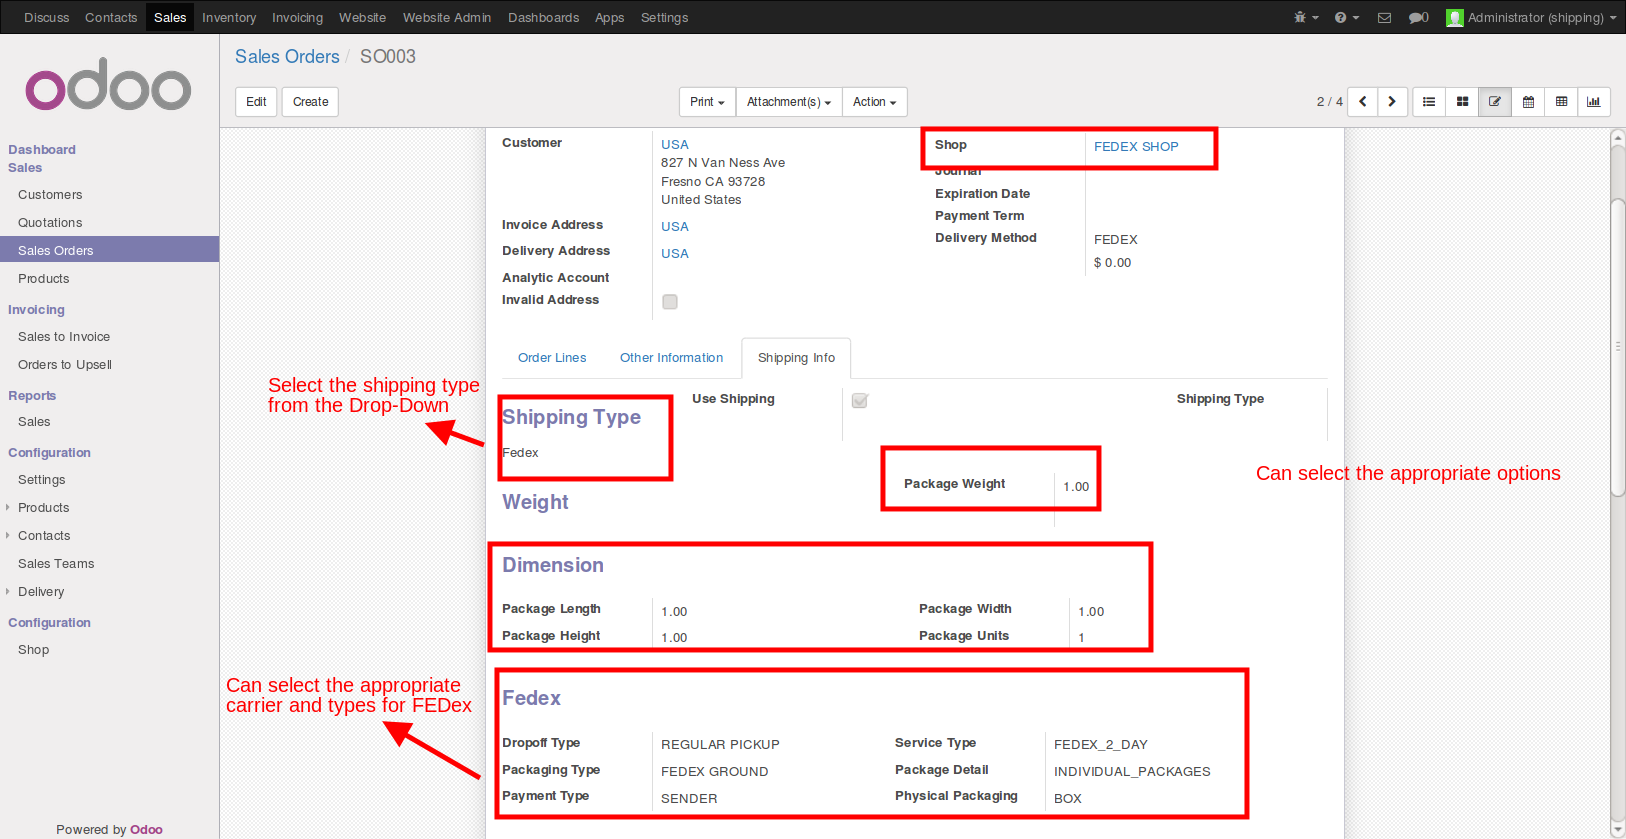 Discuss Contacts Sales Inventory Invoicing Website Website Admin Dashboards Apps Settings
0 Administrator (shipping)
odoo
Sales Orders / SO003
Edit Create Print Attachment(s) Action 2 / 4
Dashboard
Sales
Customers
Quotations
Sales Orders
Products
Invoicing
Sales to Invoice
Orders to Upsell
Reports
Sales
Configuration
Settings
Products
Contacts
Sales Teams
Delivery
Configuration
Shop
Powered by Odoo
Customer USA
827 N Van Ness Ave
Fresno CA 93728
United States
Invoice Address USA
Delivery Address USA
Analytic Account
Invalid Address
Shop FEDEX SHOP
Journal
Expiration Date
Payment Term
Delivery Method FEDEX
$ 0.00
Order Lines Other Information Shipping Info
Select the shipping type
from the Drop-Down
Shipping Type
Fedex
Use Shipping
Shipping Type
Weight
Package Weight 1.00
Can select the appropriate options
Dimension
Package Length 1.00 Package Width 1.00
Package Height 1.00 Package Units 1
Can select the appropriate
carrier and types for FEDex
Fedex
Dropoff Type REGULAR PICKUP Service Type FEDEX_2_DAY
Packaging Type FEDEX GROUND Package Detail INDIVIDUAL_PACKAGES
Payment Type SENDER Physical Packaging BOX